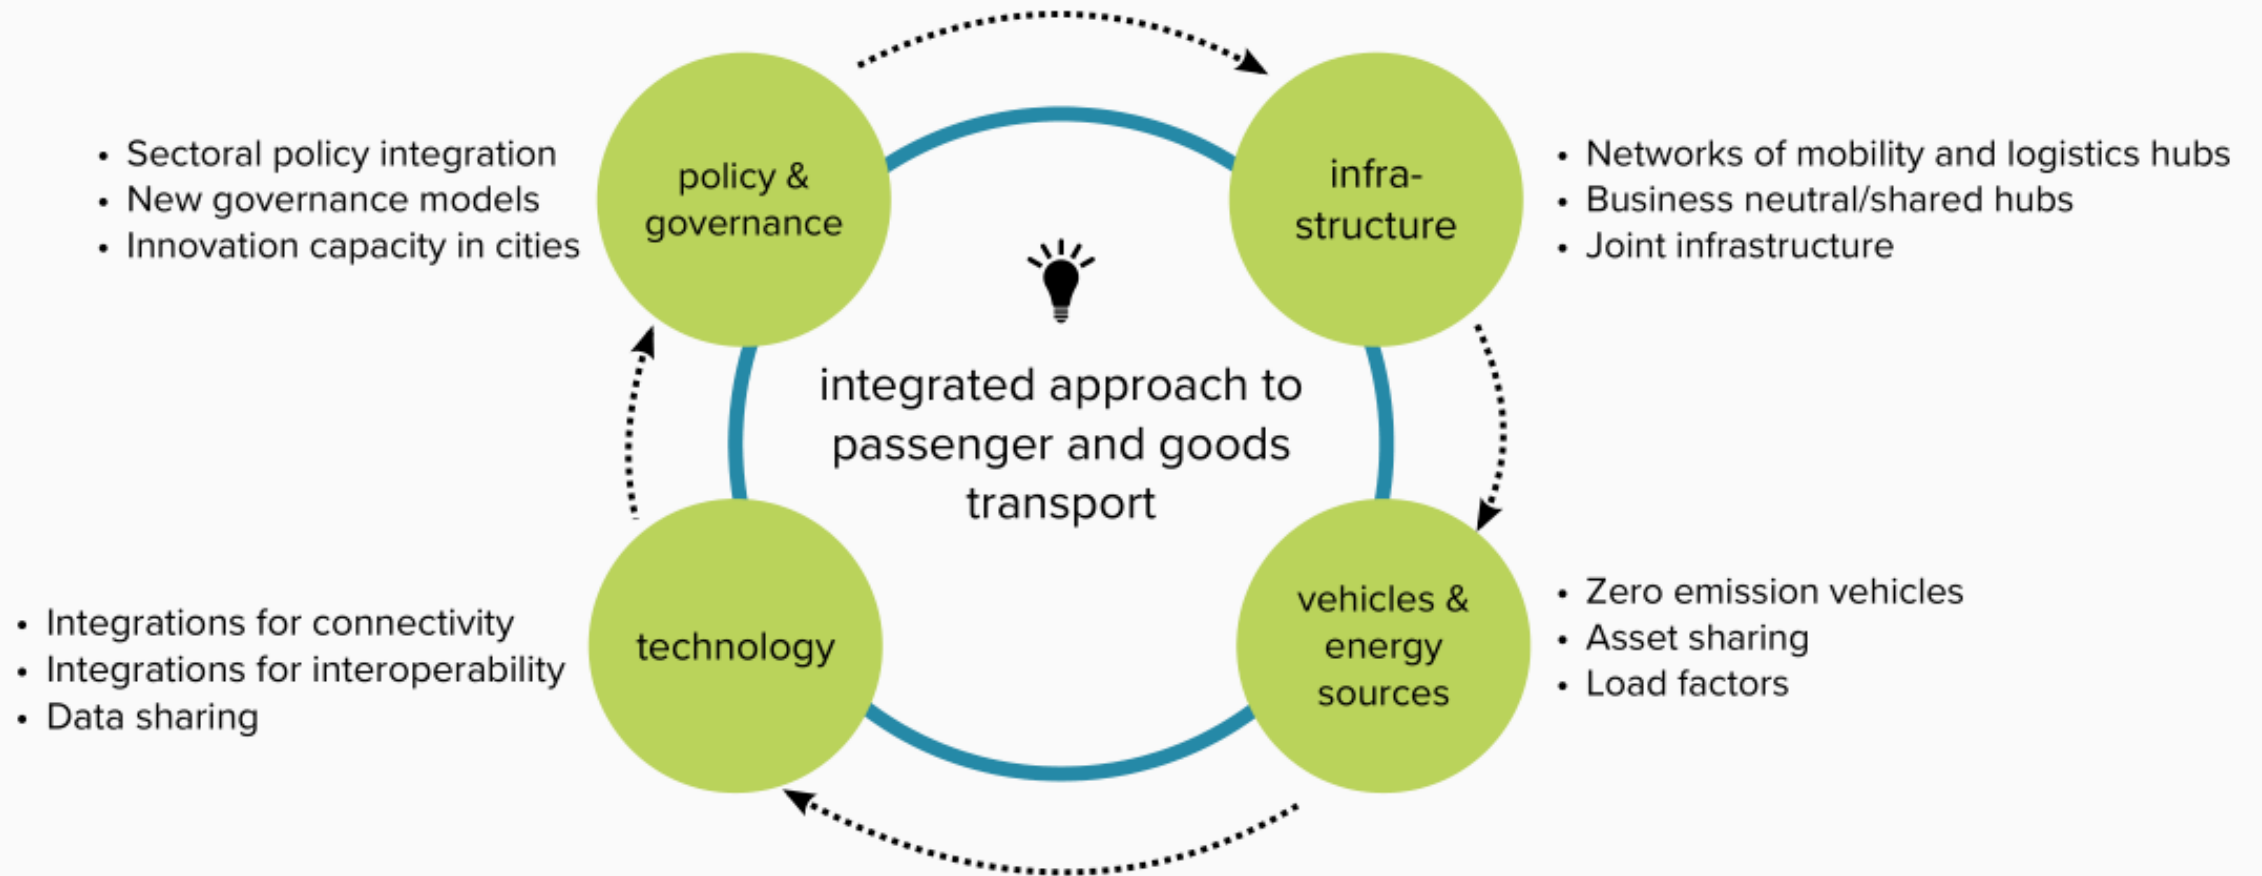 • Sectoral policy integration
• New governance models
• Innovation capacity in cities
policy &
governance
infra-
structure
• Networks of mobility and logistics hubs
• Business neutral/shared hubs
• Joint infrastructure
integrated approach to
passenger and goods
transport
• Integrations for connectivity
• Integrations for interoperability
• Data sharing
technology
vehicles &
energy
sources
• Zero emission vehicles
• Asset sharing
• Load factors